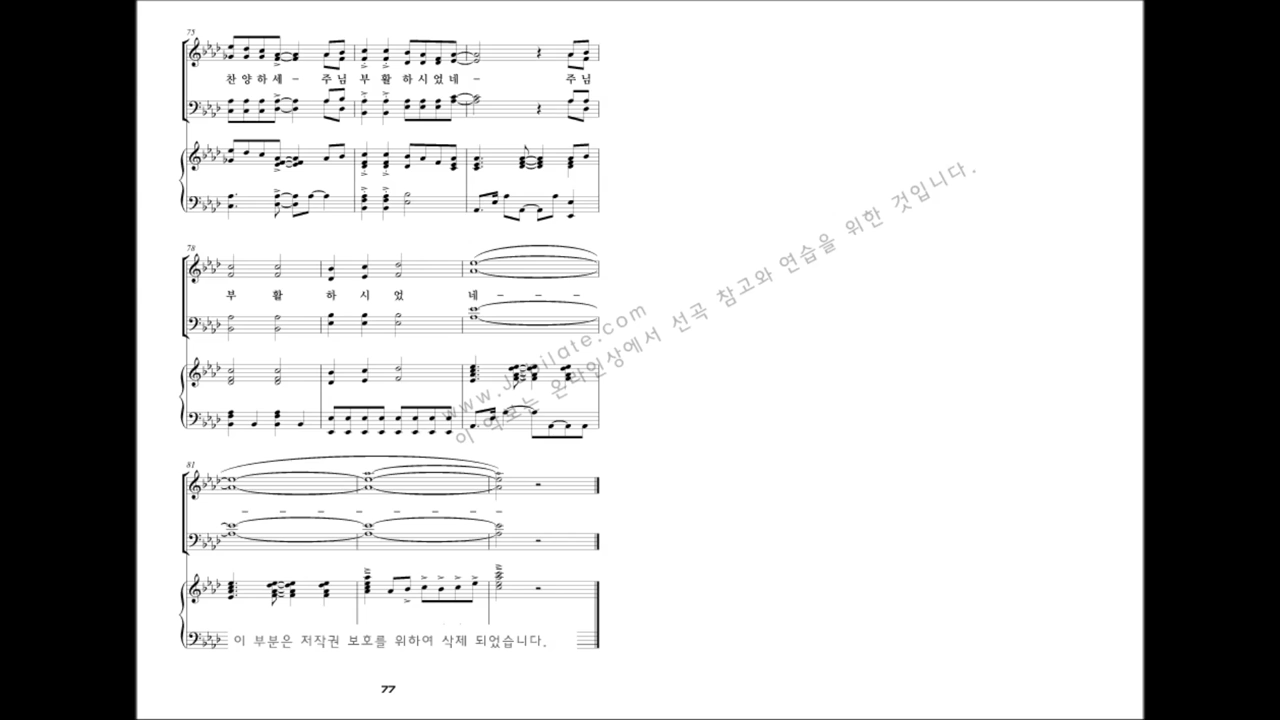 75
찬양하세 – 주님 부 활 하시었네 – 주님
78
부 활 하 시 었 네 – – –
www.Jubilate.com
이 악보는 온라인상에서 선곡 참고와 연습을 위한 것입니다.
81
– – – – – – – –
이 부분은 저작권 보호를 위하여 삭제 되었습니다.
77